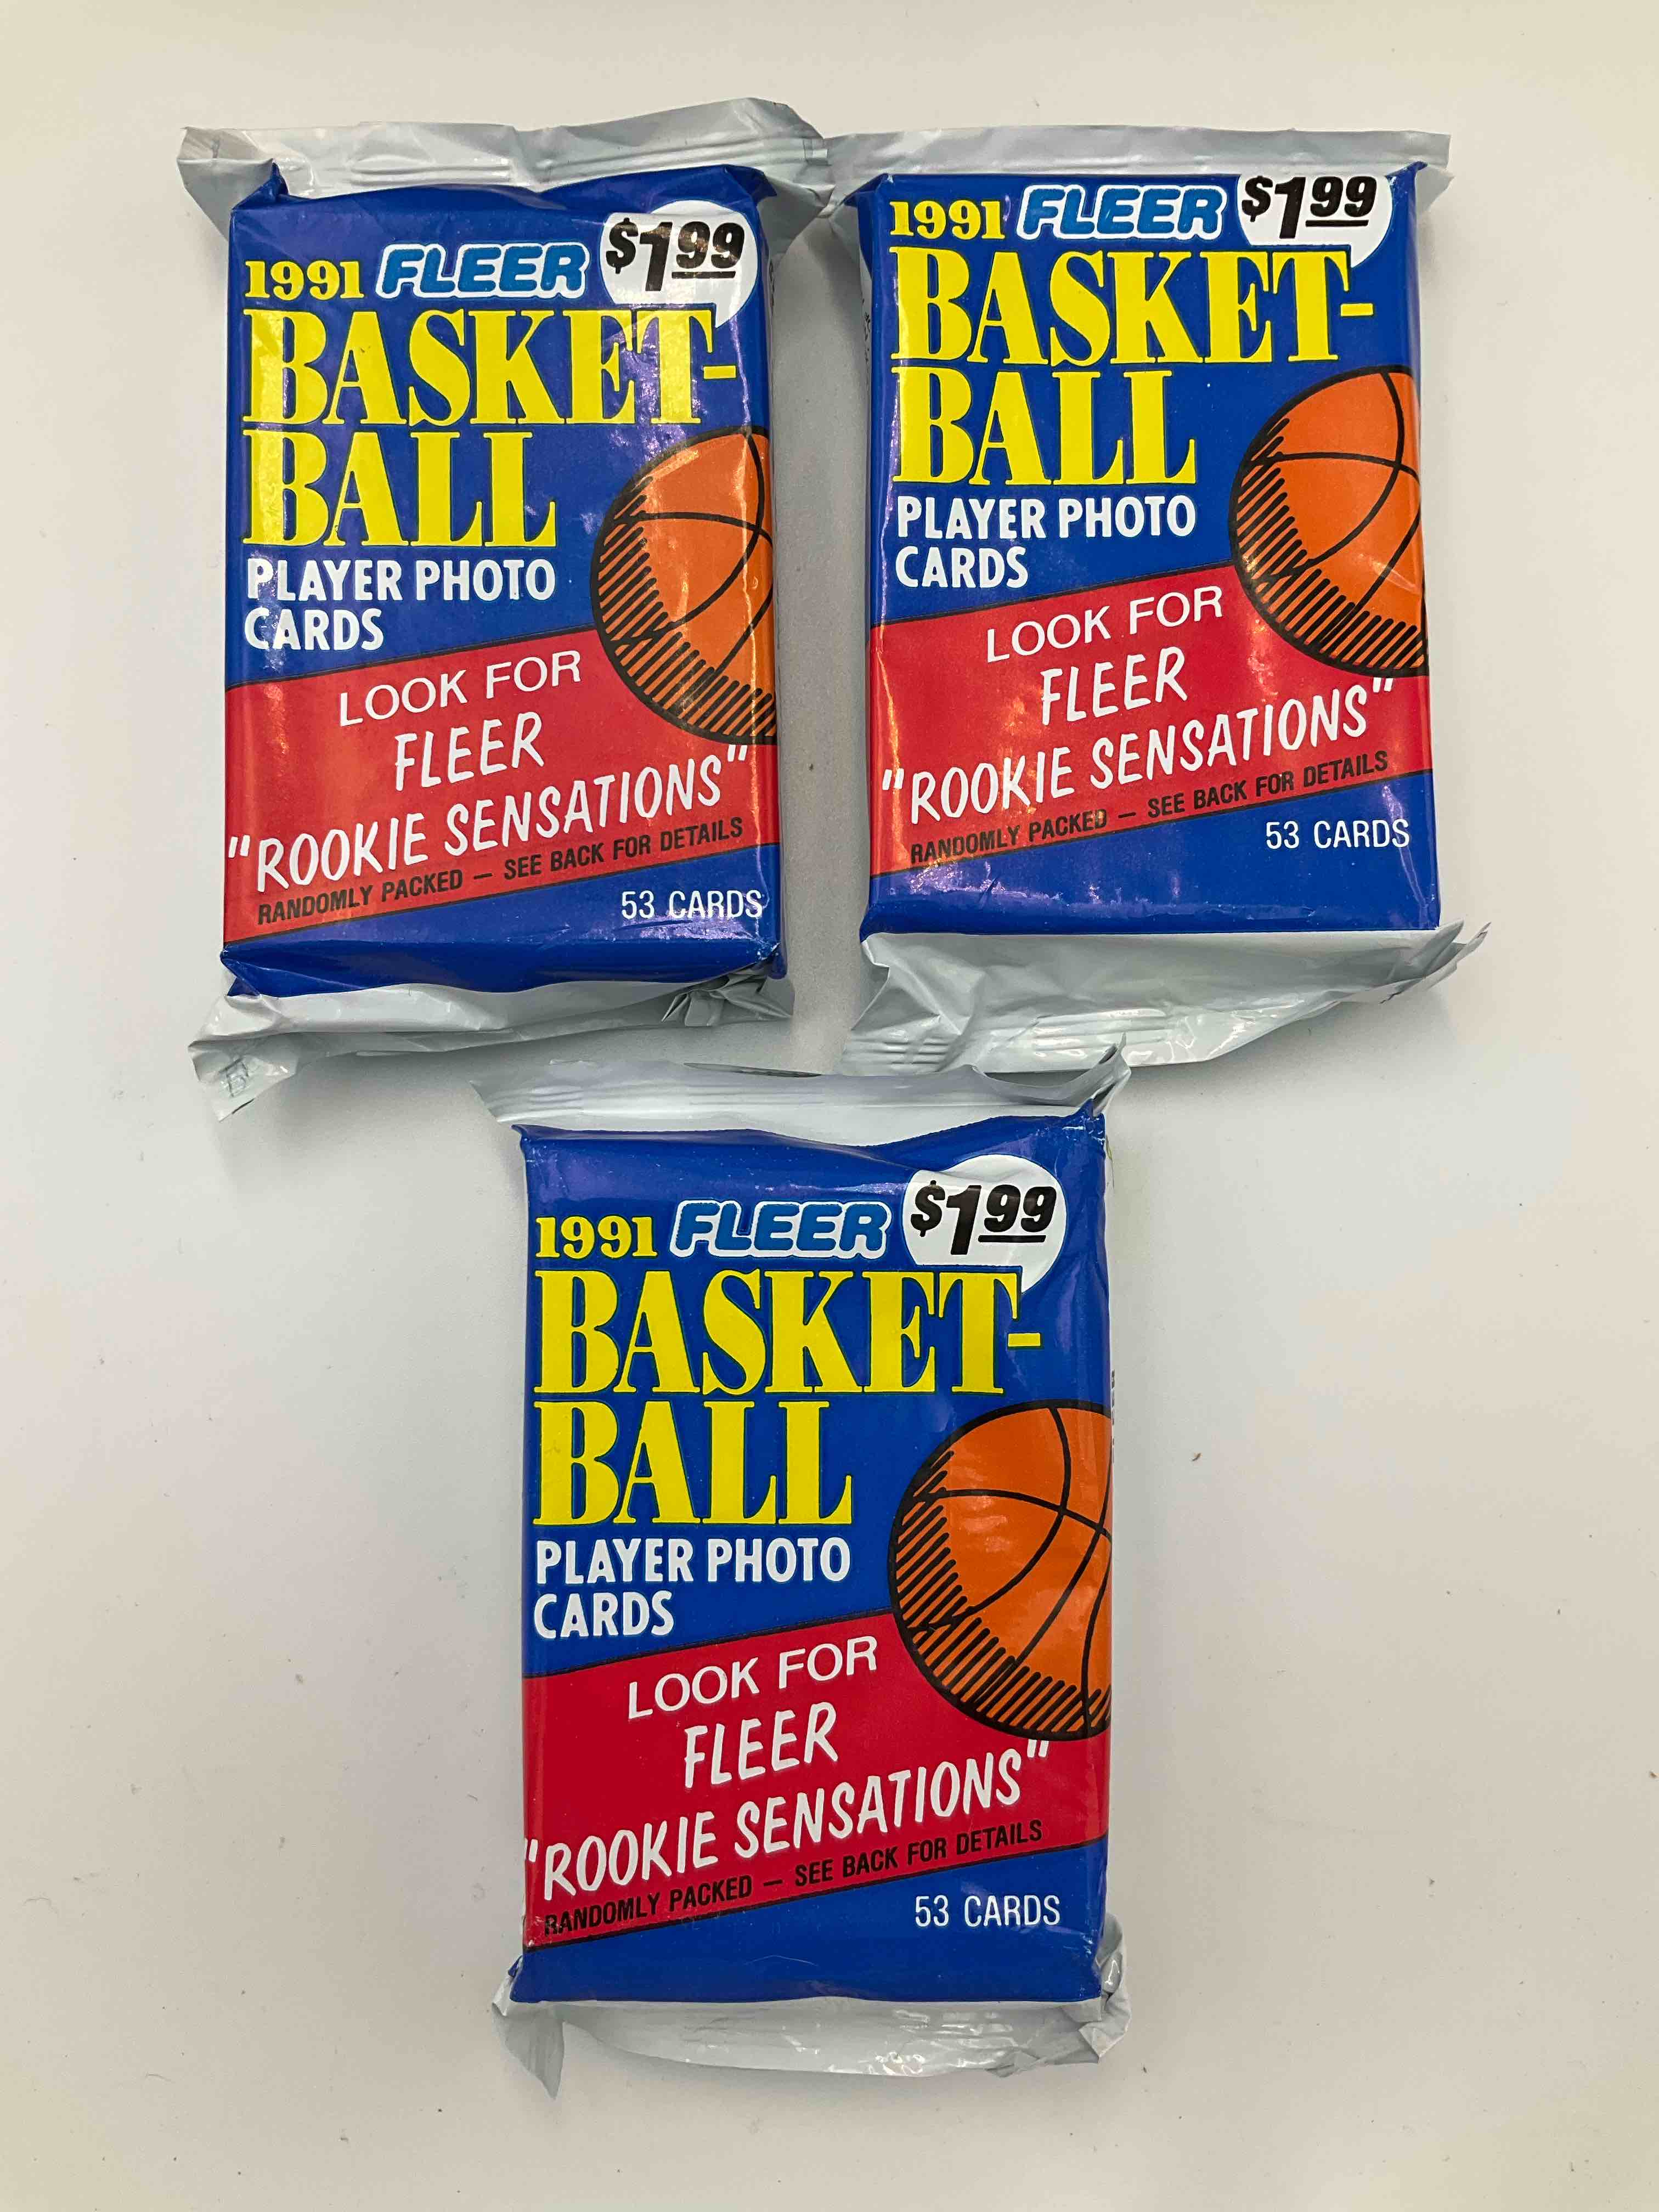 1991 FLEER $1.99
BASKET-
BALL
PLAYER PHOTO
CARDS
LOOK FOR
FLEER
"ROOKIE SENSATIONS"
RANDOMLY PACKED — SEE BACK FOR DETAILS
53 CARDS
1991 FLEER $1.99
BASKET-
BALL
PLAYER PHOTO
CARDS
LOOK FOR
FLEER
"ROOKIE SENSATIONS"
RANDOMLY PACKED — SEE BACK FOR DETAILS
53 CARDS
1991 FLEER $1.99
BASKET-
BALL
PLAYER PHOTO
CARDS
LOOK FOR
FLEER
"ROOKIE SENSATIONS"
RANDOMLY PACKED — SEE BACK FOR DETAILS
53 CARDS